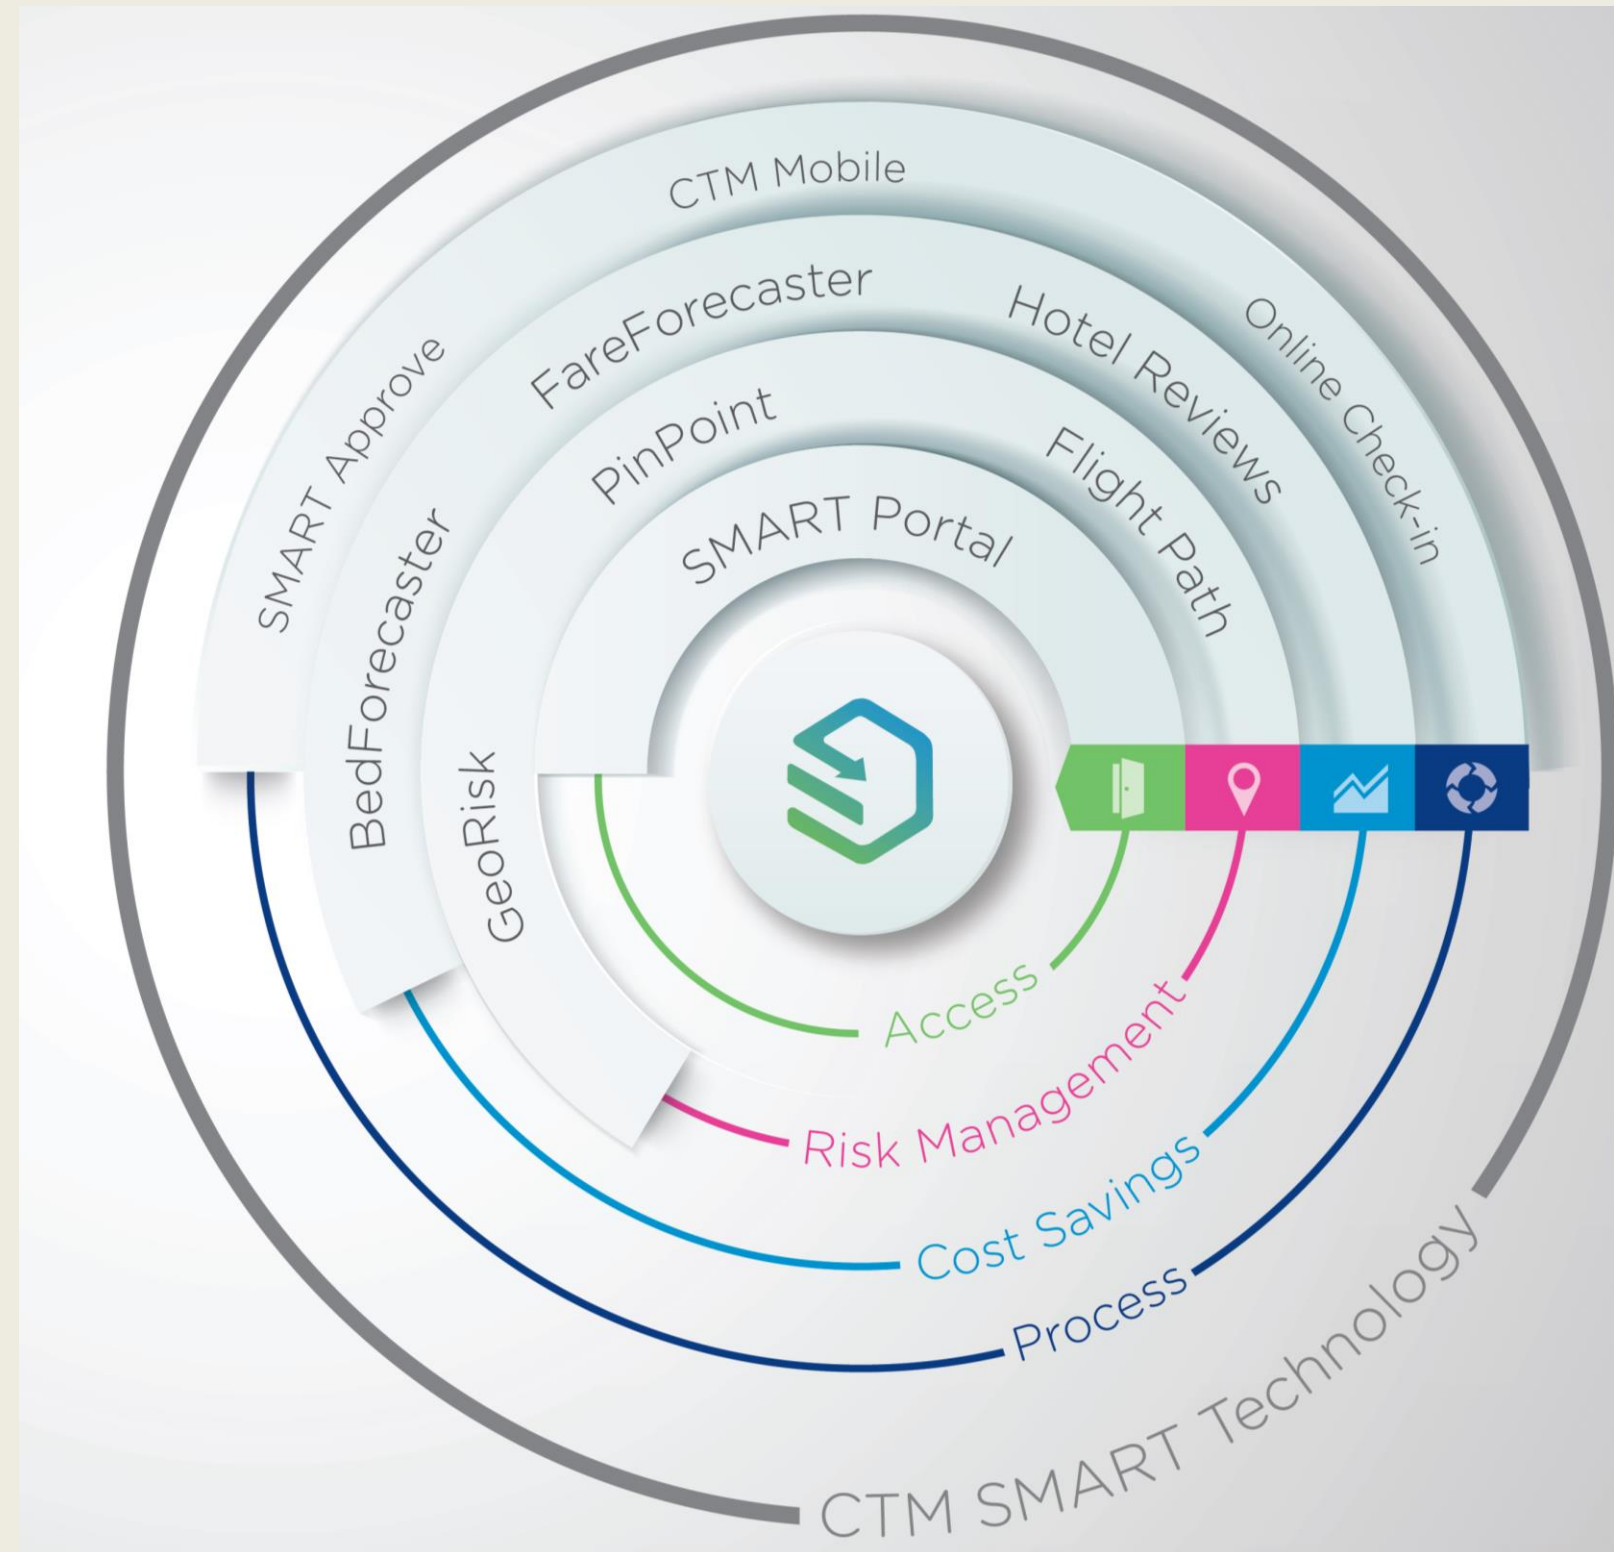 CTM Mobile
SMART Approve
Online Check-in
FareForecaster
Hotel Reviews
BedForecaster
PinPoint
Flight Path
GeoRisk
SMART Portal
Access
Risk Management
Cost Savings
Process
CTM SMART Technology